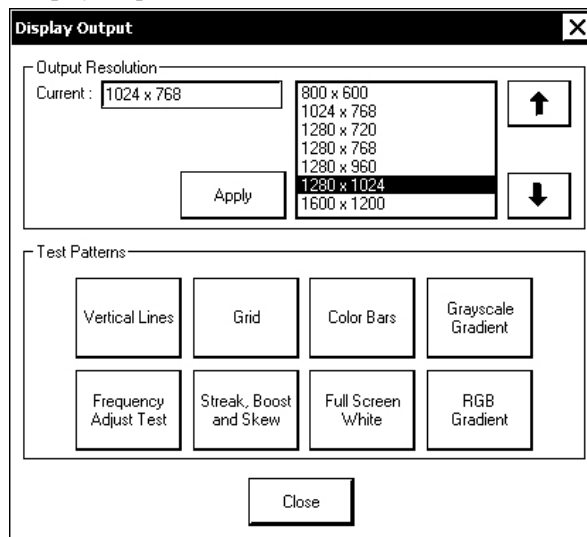 Display Output
Output Resolution
Current : 1024 x 768
800 x 600
1024 x 768
1280 x 720
1280 x 768
1280 x 960
1280 x 1024
1600 x 1200
Apply
Test Patterns
Vertical Lines
Grid
Color Bars
Grayscale
Gradient
Frequency
Adjust Test
Streak, Boost
and Skew
Full Screen
White
RGB
Gradient
Close